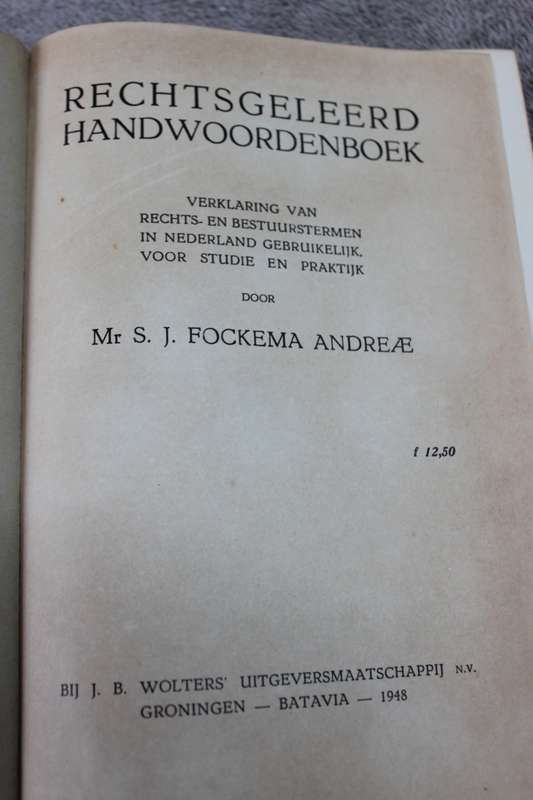 RECHTSGELEERD
HANDWOORDENBOEK
VERKLARING VAN
RECHTS- EN BESTUURSTERMEN
IN NEDERLAND GEBRUIKELIJK,
VOOR STUDIE EN PRAKTIJK
DOOR
Mr S. J. FOCKEMA ANDREÆ
f 12,50
BIJ J. B. WOLTERS' UITGEVERSMAATSCHAPPIJ N.V.
GRONINGEN — BATAVIA — 1948